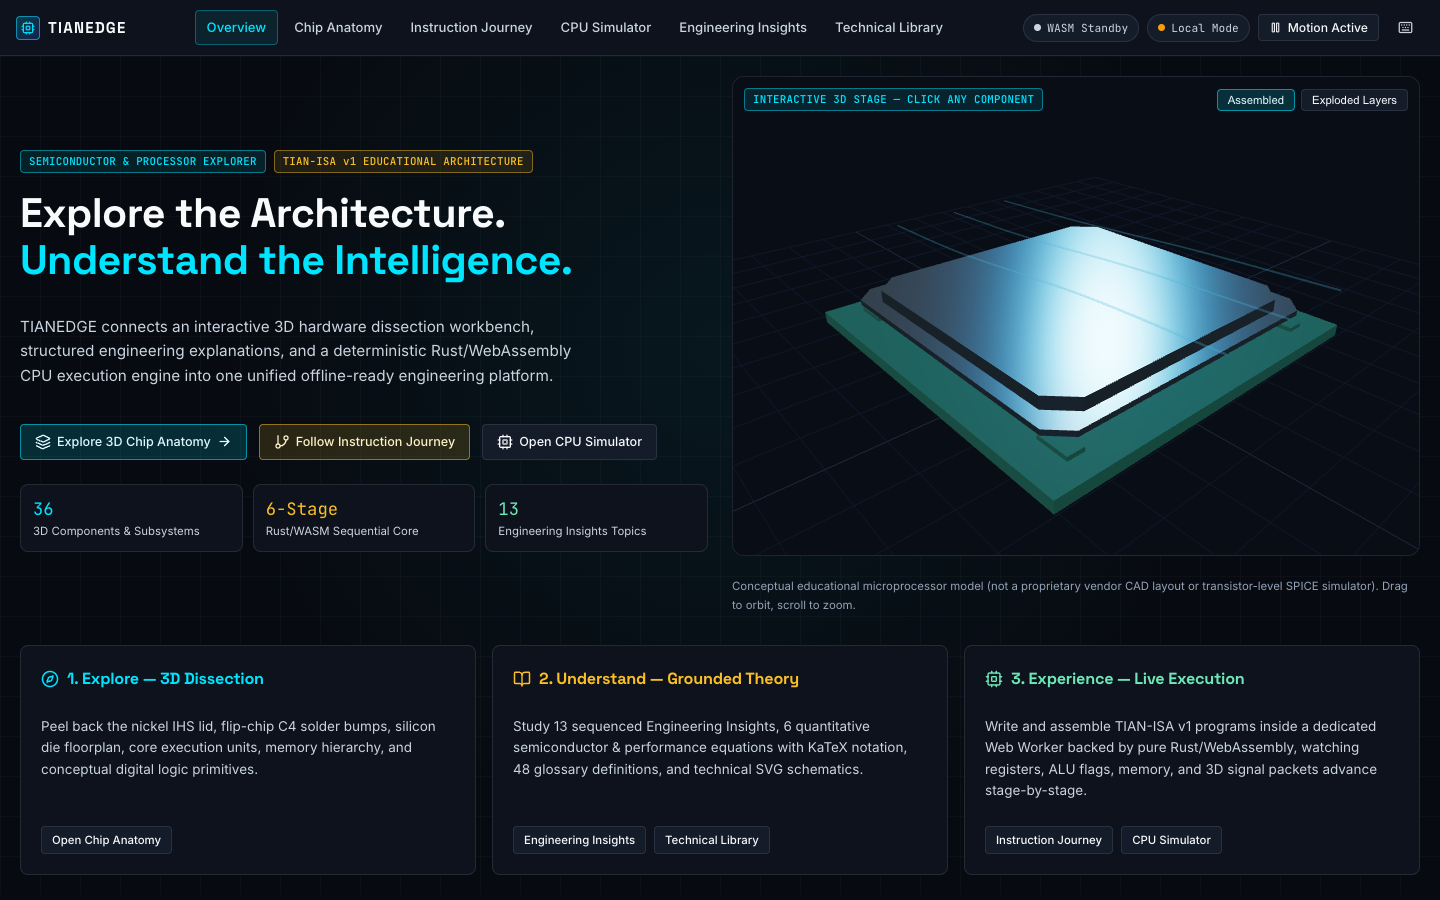 TIANEDGE
Overview
Chip Anatomy
Instruction Journey
CPU Simulator
Engineering Insights
Technical Library
WASM Standby
Local Mode
Motion Active
SEMICONDUCTOR & PROCESSOR EXPLORER
TIAN-ISA v1 EDUCATIONAL ARCHITECTURE
Explore the Architecture.
Understand the Intelligence.
TIANEDGE connects an interactive 3D hardware dissection workbench,
structured engineering explanations, and a deterministic Rust/WebAssembly
CPU execution engine into one unified offline-ready engineering platform.
Explore 3D Chip Anatomy
Follow Instruction Journey
Open CPU Simulator
36
3D Components & Subsystems
6-Stage
Rust/WASM Sequential Core
13
Engineering Insights Topics
INTERACTIVE 3D STAGE — CLICK ANY COMPONENT
Assembled
Exploded Layers
Conceptual educational microprocessor model (not a proprietary vendor CAD layout or transistor-level SPICE simulator). Drag
to orbit, scroll to zoom.
1. Explore — 3D Dissection
Peel back the nickel IHS lid, flip-chip C4 solder bumps, silicon
die floorplan, core execution units, memory hierarchy, and
conceptual digital logic primitives.
Open Chip Anatomy
2. Understand — Grounded Theory
Study 13 sequenced Engineering Insights, 6 quantitative
semiconductor & performance equations with KaTeX notation,
48 glossary definitions, and technical SVG schematics.
Engineering Insights
Technical Library
3. Experience — Live Execution
Write and assemble TIAN-ISA v1 programs inside a dedicated
Web Worker backed by pure Rust/WebAssembly, watching
registers, ALU flags, memory, and 3D signal packets advance
stage-by-stage.
Instruction Journey
CPU Simulator